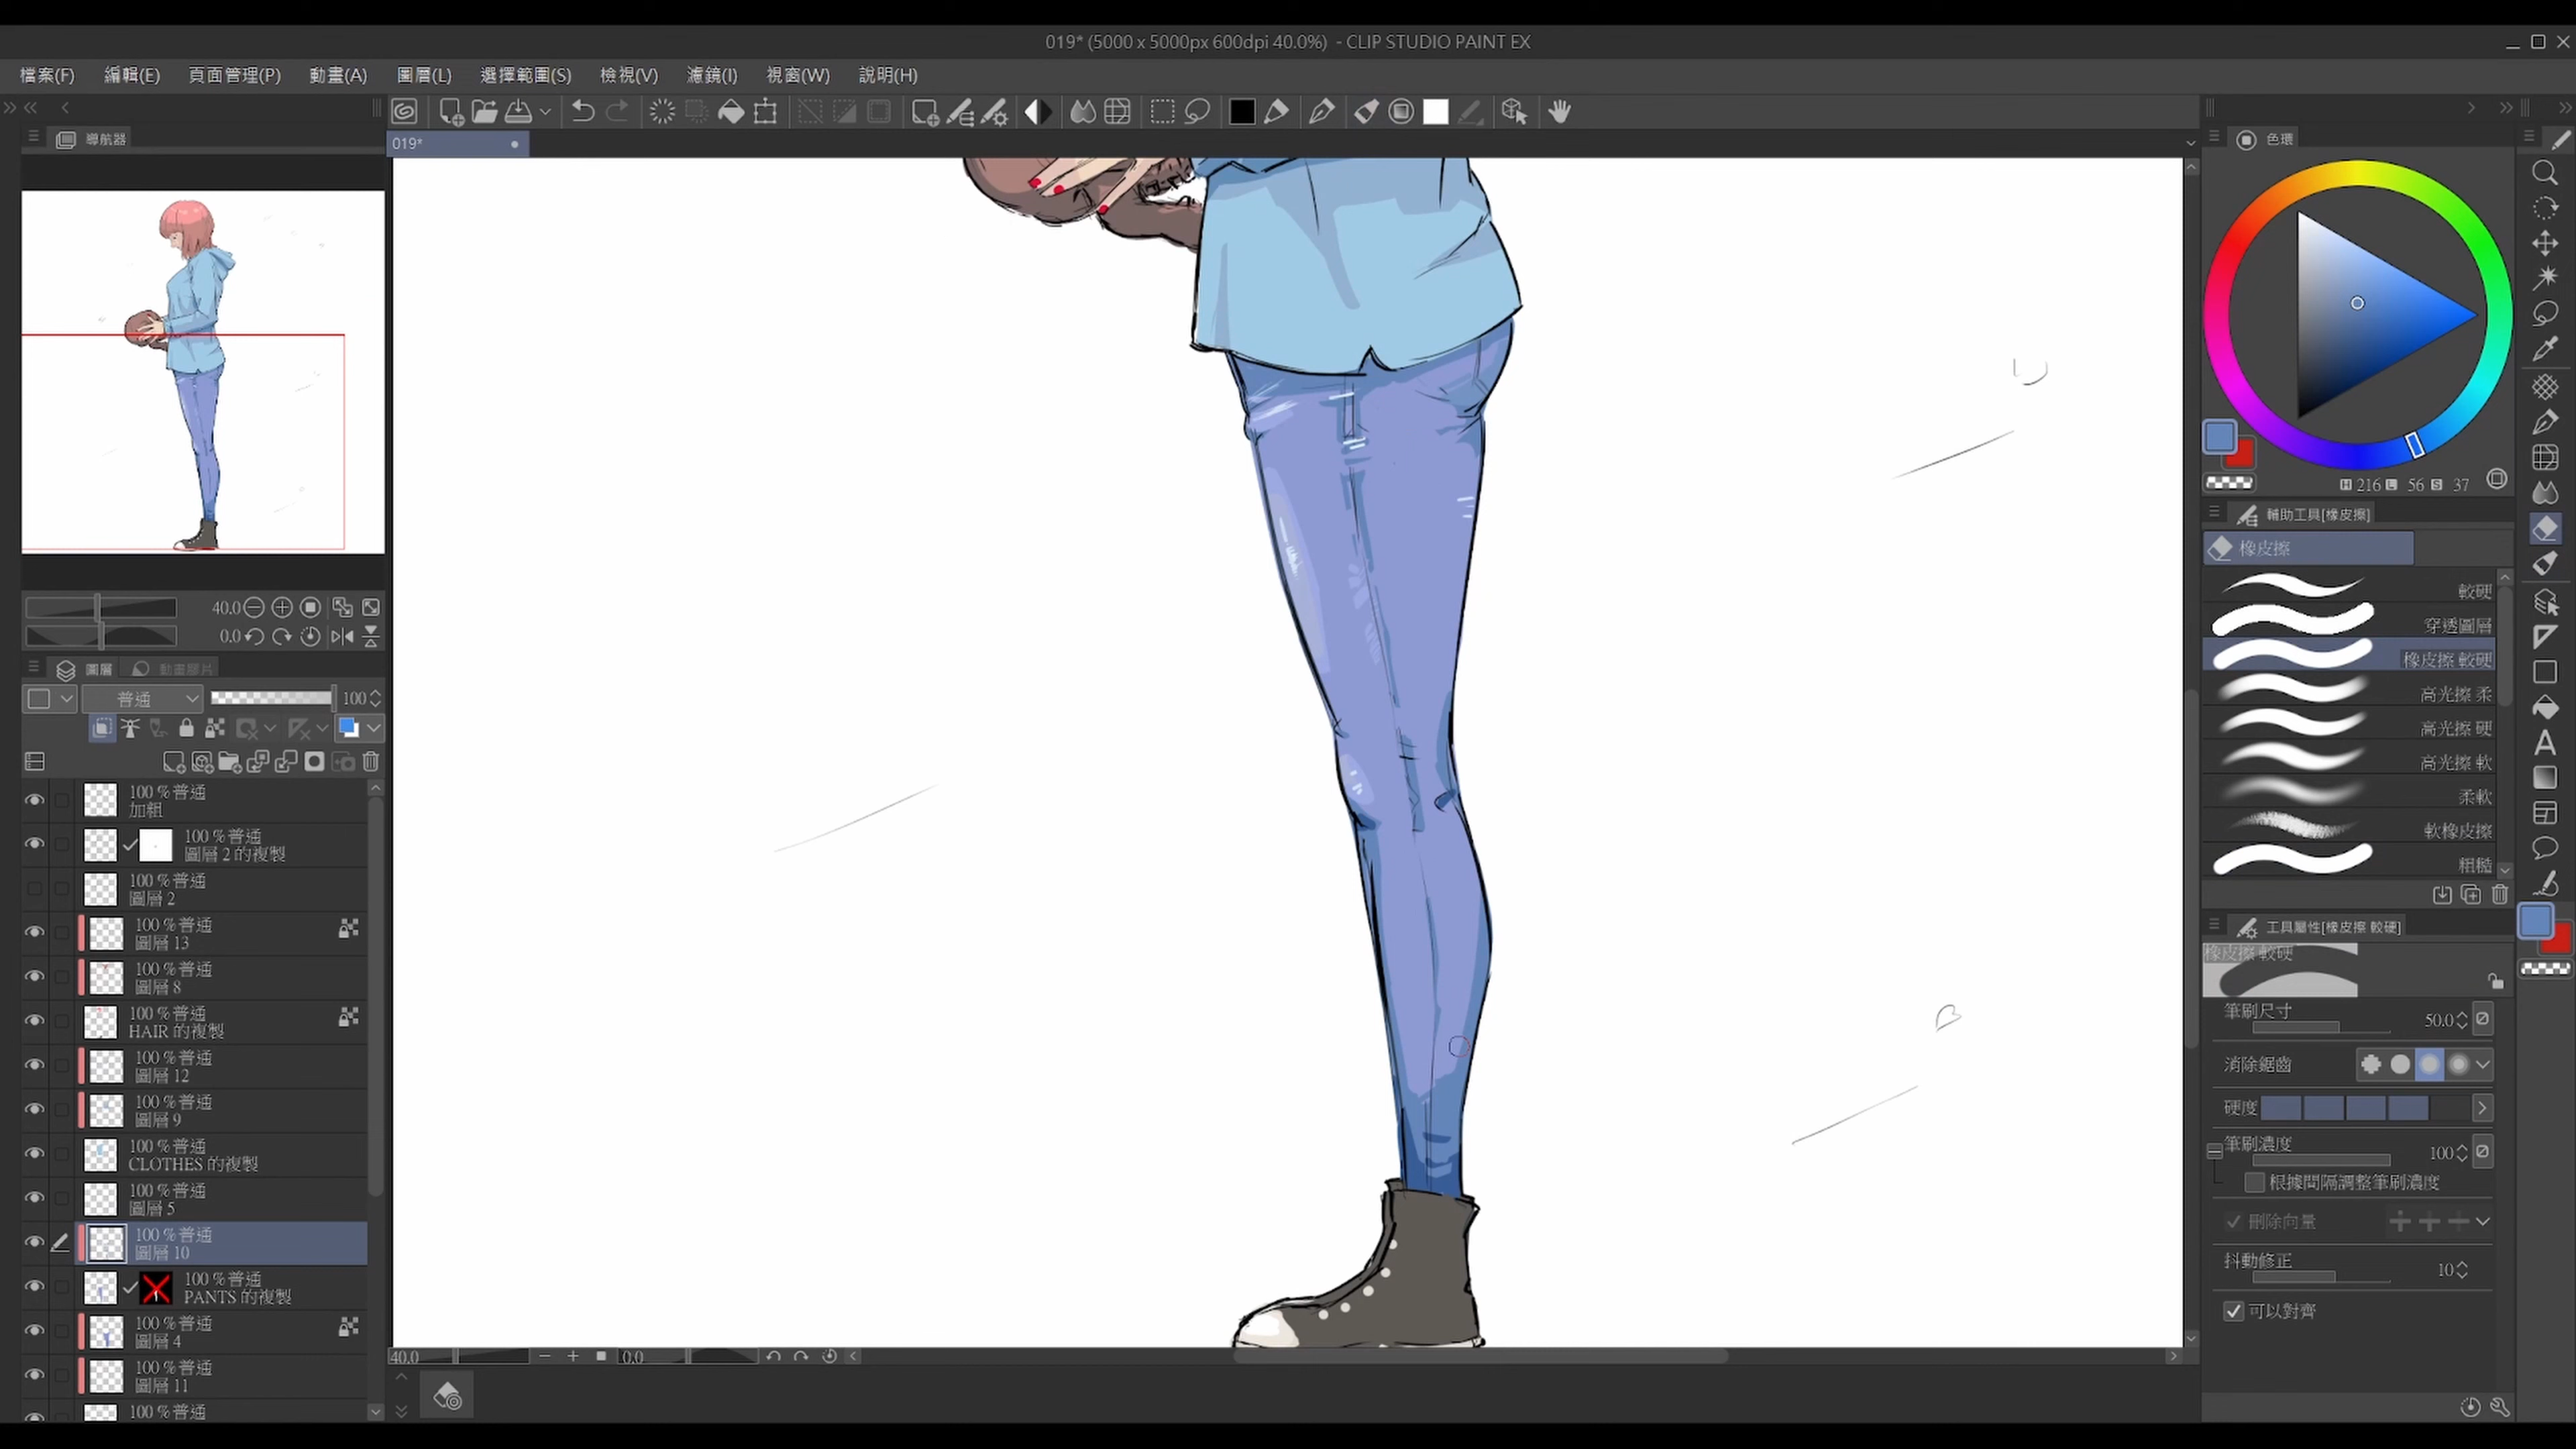 019* (5000 x 5000px 600dpi 40.0%) - CLIP STUDIO PAINT EX
檔案(F) 編輯(E) 頁面管理(P) 動畫(A) 圖層(L) 選擇範圍(S) 檢視(V) 濾鏡(I) 視窗(W) 說明(H)
導航器
019*
色環
H 216 L 56 S 37
輔助工具[橡皮擦]
橡皮擦
較硬
穿透圖層
橡皮擦 較硬
高光擦 柔
高光擦 硬
高光擦 軟
柔軟
軟橡皮擦
粗糙
40.0
0.0
圖層 動畫膠片
普通 100
100 %普通
加粗
100 %普通
圖層 2 的複製
100 %普通
圖層 2
100 %普通
圖層 13
100 %普通
圖層 8
100 %普通
HAIR 的複製
100 %普通
圖層 12
100 %普通
圖層 9
100 %普通
CLOTHES 的複製
100 %普通
圖層 5
100 %普通
圖層 10
100 %普通
PANTS 的複製
100 %普通
圖層 4
100 %普通
圖層 11
100 %普通
工具屬性[橡皮擦 較硬]
橡皮擦 較硬
筆刷尺寸 50.0
消除鋸齒
硬度
筆刷濃度 100
根據間隔調整筆刷濃度
刪除向量
抖動修正 10
可以對齊
40.0 0.0